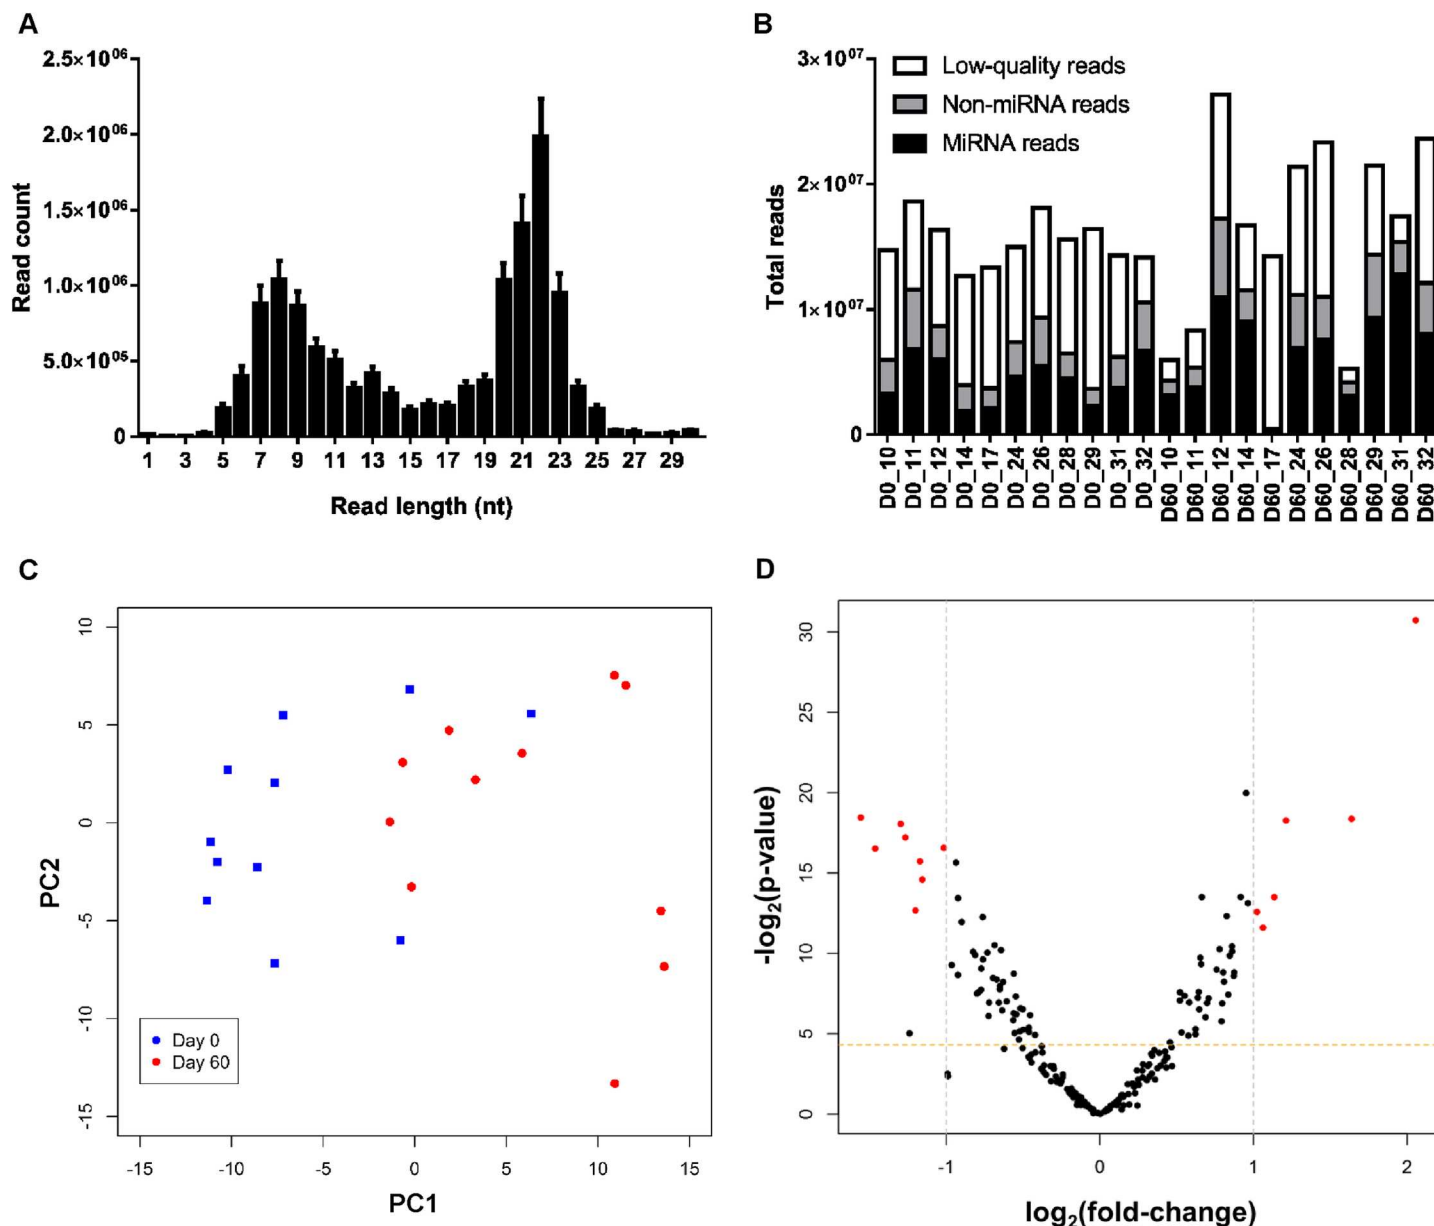 A
2.5×10⁰⁶
2.0×10⁰⁶
1.5×10⁰⁶
1.0×10⁰⁶
5.0×10⁰⁵
0
Read count
1 3 5 7 9 11 13 15 17 19 21 23 25 27 29
Read length (nt)
B
3×10⁰⁷
2×10⁰⁷
1×10⁰⁷
0
Total reads
Low-quality reads
Non-miRNA reads
MiRNA reads
D0_10
D0_11
D0_12
D0_14
D0_17
D0_24
D0_26
D0_28
D0_29
D0_31
D0_32
D60_10
D60_11
D60_12
D60_14
D60_17
D60_24
D60_26
D60_28
D60_29
D60_31
D60_32
C
10
5
0
-5
-10
-15
PC2
Day 0
Day 60
-15 -10 -5 0 5 10 15
PC1
D
30
25
20
15
10
5
0
-log₂(p-value)
-1 0 1 2
log₂(fold-change)